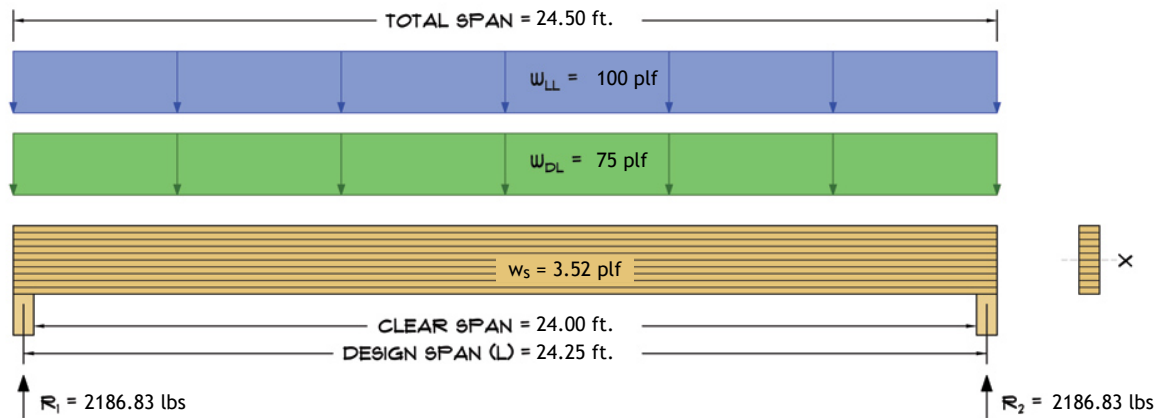 TOTAL SPAN = 24.50 ft.
wLL = 100 plf
wDL = 75 plf
ws = 3.52 plf
X
CLEAR SPAN = 24.00 ft.
DESIGN SPAN (L) = 24.25 ft.
R1 = 2186.83 lbs
R2 = 2186.83 lbs